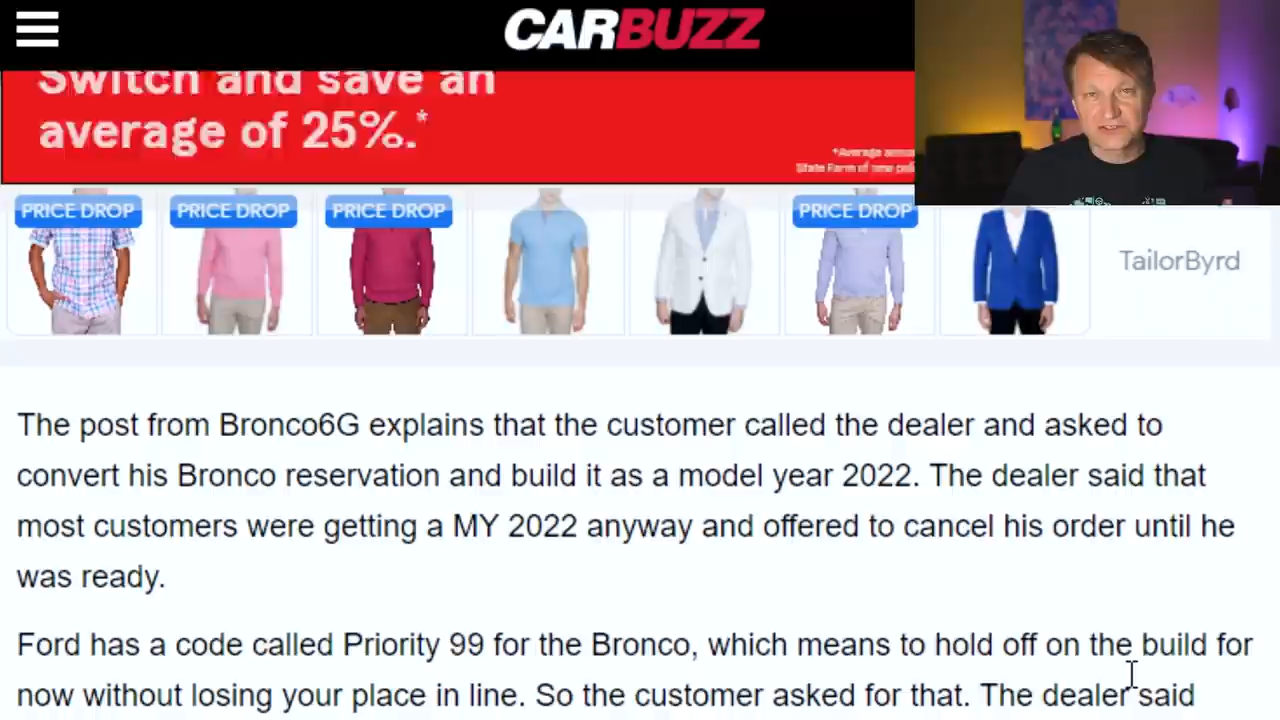 CARBUZZ
Switch and save an
average of 25%.*
PRICE DROP
PRICE DROP
PRICE DROP
PRICE DROP
TailorByrd
The post from Bronco6G explains that the customer called the dealer and asked to
convert his Bronco reservation and build it as a model year 2022. The dealer said that
most customers were getting a MY 2022 anyway and offered to cancel his order until he
was ready.
Ford has a code called Priority 99 for the Bronco, which means to hold off on the build for
now without losing your place in line. So the customer asked for that. The dealer said